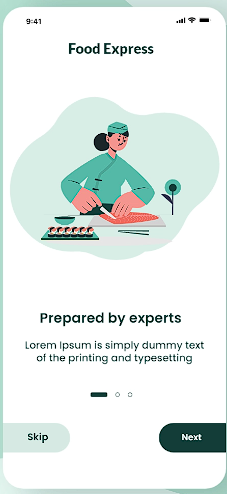 9:41
Food Express
Prepared by experts
Lorem Ipsum is simply dummy text
of the printing and typesetting
Skip
Next